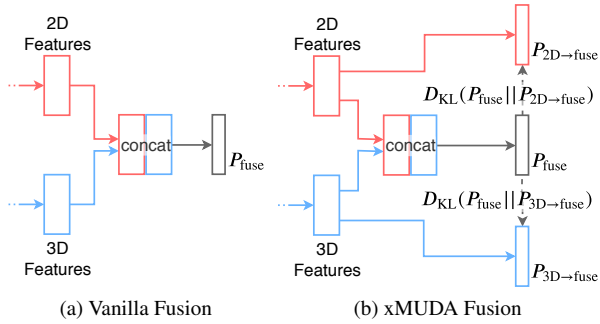 2D
Features
concat
P_fuse
3D
Features
(a) Vanilla Fusion
2D
Features
P_2D→fuse
D_KL(P_fuse||P_2D→fuse)
concat
P_fuse
D_KL(P_fuse||P_3D→fuse)
3D
Features
P_3D→fuse
(b) xMUDA Fusion